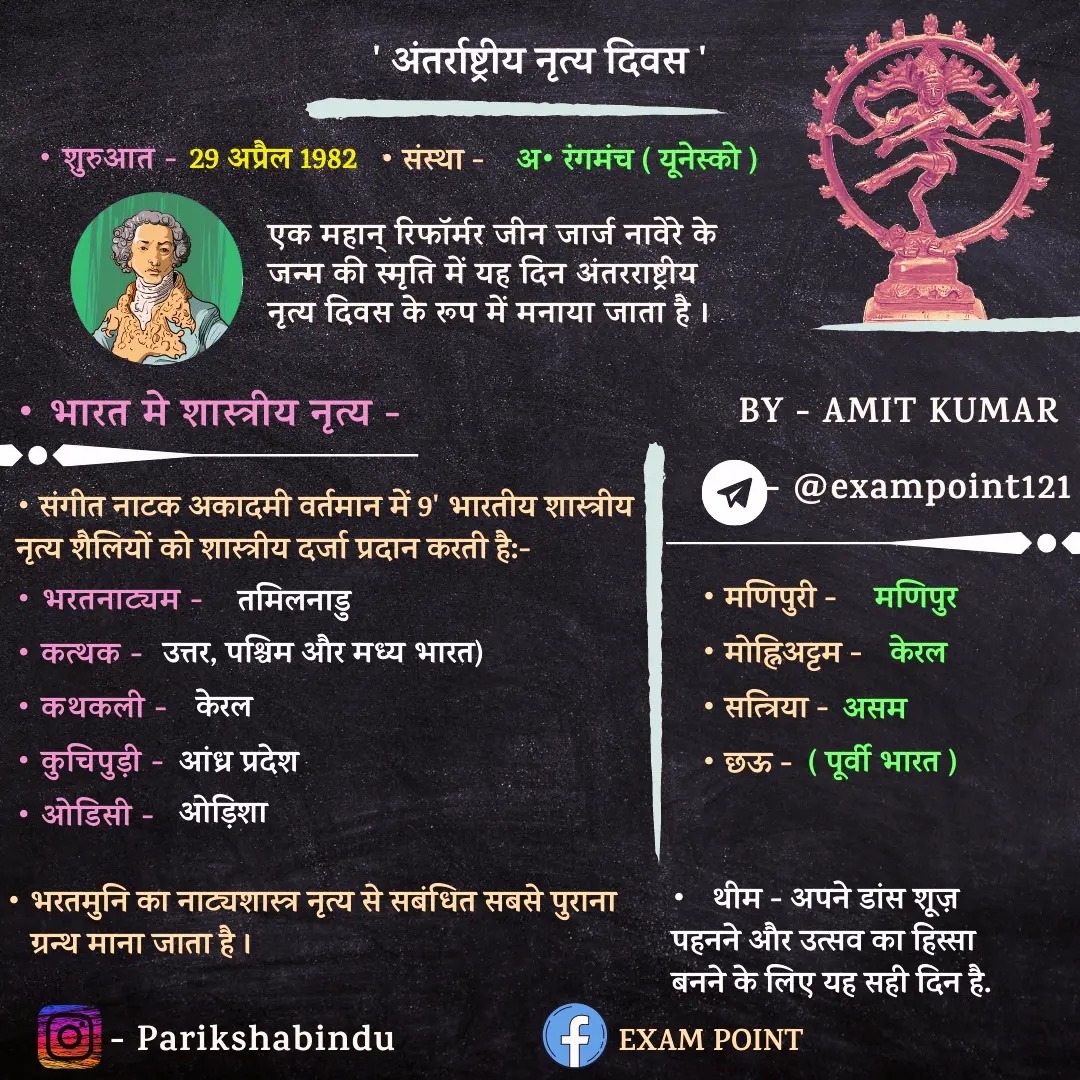 ' अंतर्राष्ट्रीय नृत्य दिवस '
• शुरुआत - 29 अप्रैल 1982 • संस्था - अ• रंगमंच ( यूनेस्को )
एक महान् रिफॉर्मर जीन जार्ज नावेरे के
जन्म की स्मृति में यह दिन अंतरराष्ट्रीय
नृत्य दिवस के रूप में मनाया जाता है ।
• भारत मे शास्त्रीय नृत्य -
• संगीत नाटक अकादमी वर्तमान में 9' भारतीय शास्त्रीय
नृत्य शैलियों को शास्त्रीय दर्जा प्रदान करती है:-
• भरतनाट्यम - तमिलनाडु
• कत्थक - उत्तर, पश्चिम और मध्य भारत)
• कथकली - केरल
• कुचिपुड़ी - आंध्र प्रदेश
• ओडिसी - ओड़िशा
BY - AMIT KUMAR
- @exampoint121
• मणिपुरी - मणिपुर
• मोह्निअट्टम - केरल
• सत्त्रिया - असम
• छऊ - ( पूर्वी भारत )
• भरतमुनि का नाट्यशास्त्र नृत्य से सबंधित सबसे पुराना
ग्रन्थ माना जाता है ।
• थीम - अपने डांस शूज़
पहनने और उत्सव का हिस्सा
बनने के लिए यह सही दिन है.
- Parikshabindu
EXAM POINT